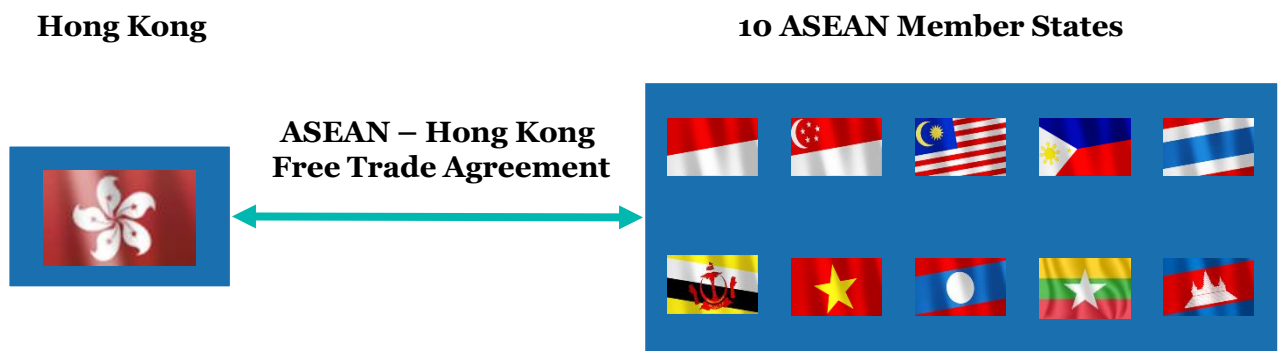 Hong Kong
10 ASEAN Member States
ASEAN – Hong Kong
Free Trade Agreement